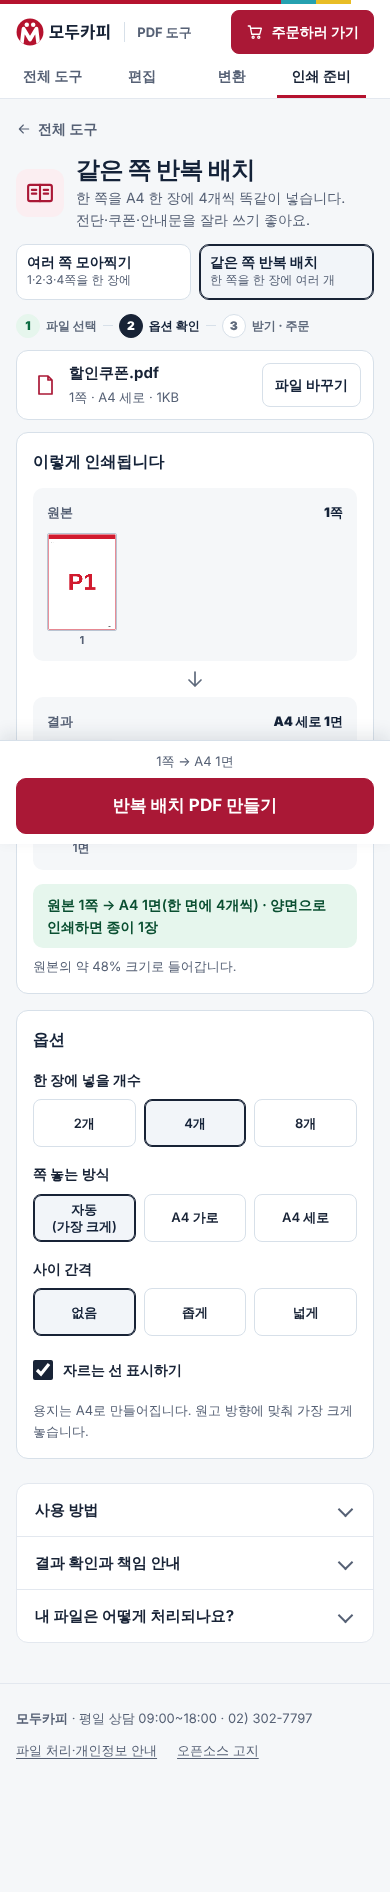 모두카피
PDF 도구
주문하러 가기
전체 도구
편집
변환
인쇄 준비
← 전체 도구
같은 쪽 반복 배치
한 쪽을 A4 한 장에 4개씩 똑같이 넣습니다.
전단·쿠폰·안내문을 잘라 쓰기 좋아요.
여러 쪽 모아찍기
1·2·3·4쪽을 한 장에
같은 쪽 반복 배치
한 쪽을 한 장에 여러 개
1 파일 선택
2 옵션 확인
3 받기 · 주문
할인쿠폰.pdf
1쪽 · A4 세로 · 1KB
파일 바꾸기
이렇게 인쇄됩니다
원본
1쪽
P1
1
↓
결과
A4 세로 1면
1쪽 → A4 1면
반복 배치 PDF 만들기
1면
원본 1쪽 → A4 1면(한 면에 4개씩) · 양면으로
인쇄하면 종이 1장
원본의 약 48% 크기로 들어갑니다.
옵션
한 장에 넣을 개수
2개
4개
8개
쪽 놓는 방식
자동
(가장 크게)
A4 가로
A4 세로
사이 간격
없음
좁게
넓게
자르는 선 표시하기
용지는 A4로 만들어집니다. 원고 방향에 맞춰 가장 크게
놓습니다.
사용 방법
결과 확인과 책임 안내
내 파일은 어떻게 처리되나요?
모두카피 · 평일 상담 09:00~18:00 · 02) 302-7797
파일 처리·개인정보 안내
오픈소스 고지